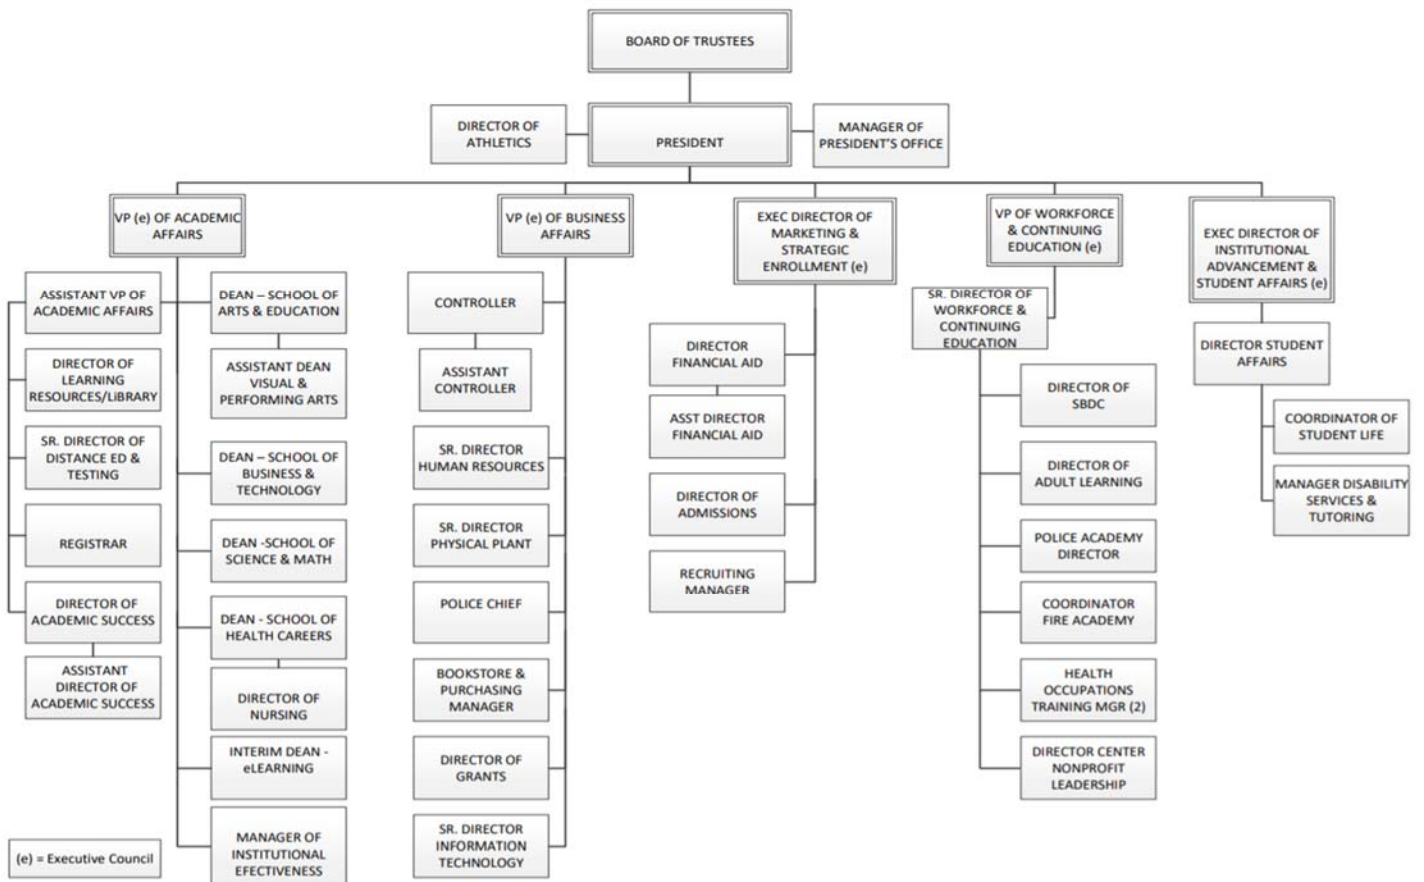 BOARD OF TRUSTEES
DIRECTOR OF
ATHLETICS
PRESIDENT
MANAGER OF
PRESIDENT'S OFFICE
VP (e) OF ACADEMIC
AFFAIRS
VP (e) OF BUSINESS
AFFAIRS
EXEC DIRECTOR OF
MARKETING &
STRATEGIC
ENROLLMENT (e)
VP OF WORKFORCE
& CONTINUING
EDUCATION (e)
EXEC DIRECTOR OF
INSTITUTIONAL
ADVANCEMENT &
STUDENT AFFAIRS (e)
ASSISTANT VP OF
ACADEMIC AFFAIRS
DIRECTOR OF
LEARNING
RESOURCES/LiBRARY
SR. DIRECTOR OF
DISTANCE ED &
TESTING
REGISTRAR
DIRECTOR OF
ACADEMIC SUCCESS
ASSISTANT
DIRECTOR OF
ACADEMIC SUCCESS
DEAN – SCHOOL OF
ARTS & EDUCATION
ASSISTANT DEAN
VISUAL &
PERFORMING ARTS
DEAN – SCHOOL OF
BUSINESS &
TECHNOLOGY
DEAN -SCHOOL OF
SCIENCE & MATH
DEAN - SCHOOL OF
HEALTH CAREERS
DIRECTOR OF
NURSING
INTERIM DEAN -
eLEARNING
MANAGER OF
INSTITUTIONAL
EFECTIVENESS
CONTROLLER
ASSISTANT
CONTROLLER
SR. DIRECTOR
HUMAN RESOURCES
SR. DIRECTOR
PHYSICAL PLANT
POLICE CHIEF
BOOKSTORE &
PURCHASING
MANAGER
DIRECTOR OF
GRANTS
SR. DIRECTOR
INFORMATION
TECHNOLOGY
DIRECTOR
FINANCIAL AID
ASST DIRECTOR
FINANCIAL AID
DIRECTOR OF
ADMISSIONS
RECRUITING
MANAGER
SR. DIRECTOR OF
WORKFORCE &
CONTINUING
EDUCATION
DIRECTOR OF
SBDC
DIRECTOR OF
ADULT LEARNING
POLICE ACADEMY
DIRECTOR
COORDINATOR
FIRE ACADEMY
HEALTH
OCCUPATIONS
TRAINING MGR (2)
DIRECTOR CENTER
NONPROFIT
LEADERSHIP
DIRECTOR STUDENT
AFFAIRS
COORDINATOR OF
STUDENT LIFE
MANAGER DISABILITY
SERVICES &
TUTORING
(e) = Executive Council